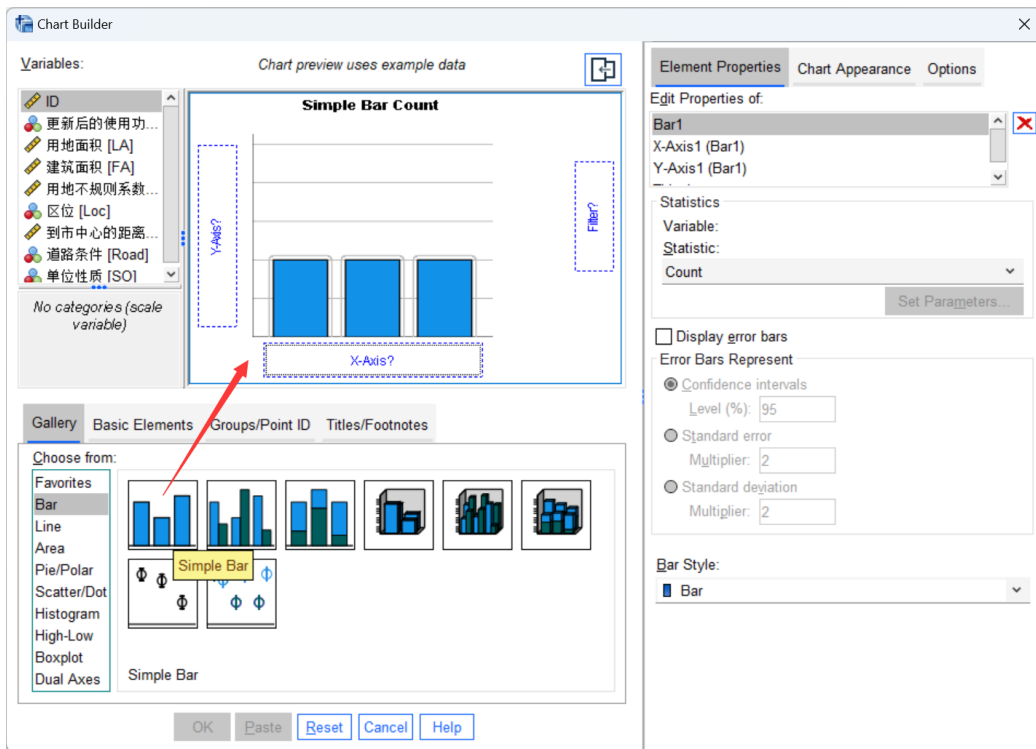 Chart Builder
Variables:
Chart preview uses example data
ID
更新后的使用功...
用地面积 [LA]
建筑面积 [FA]
用地不规则系数...
区位 [Loc]
到市中心的距离...
道路条件 [Road]
单位性质 [SO]
No categories (scale
variable)
Simple Bar Count
Y-Axis?
Filter?
X-Axis?
Gallery
Basic Elements
Groups/Point ID
Titles/Footnotes
Choose from:
Favorites
Bar
Line
Area
Pie/Polar
Scatter/Dot
Histogram
High-Low
Boxplot
Dual Axes
Simple Bar
Simple Bar
OK
Paste
Reset
Cancel
Help
Element Properties
Chart Appearance
Options
Edit Properties of:
Bar1
X-Axis1 (Bar1)
Y-Axis1 (Bar1)
Statistics
Variable:
Statistic:
Count
Set Parameters...
Display error bars
Error Bars Represent
Confidence intervals
Level (%): 95
Standard error
Multiplier: 2
Standard deviation
Multiplier: 2
Bar Style:
Bar